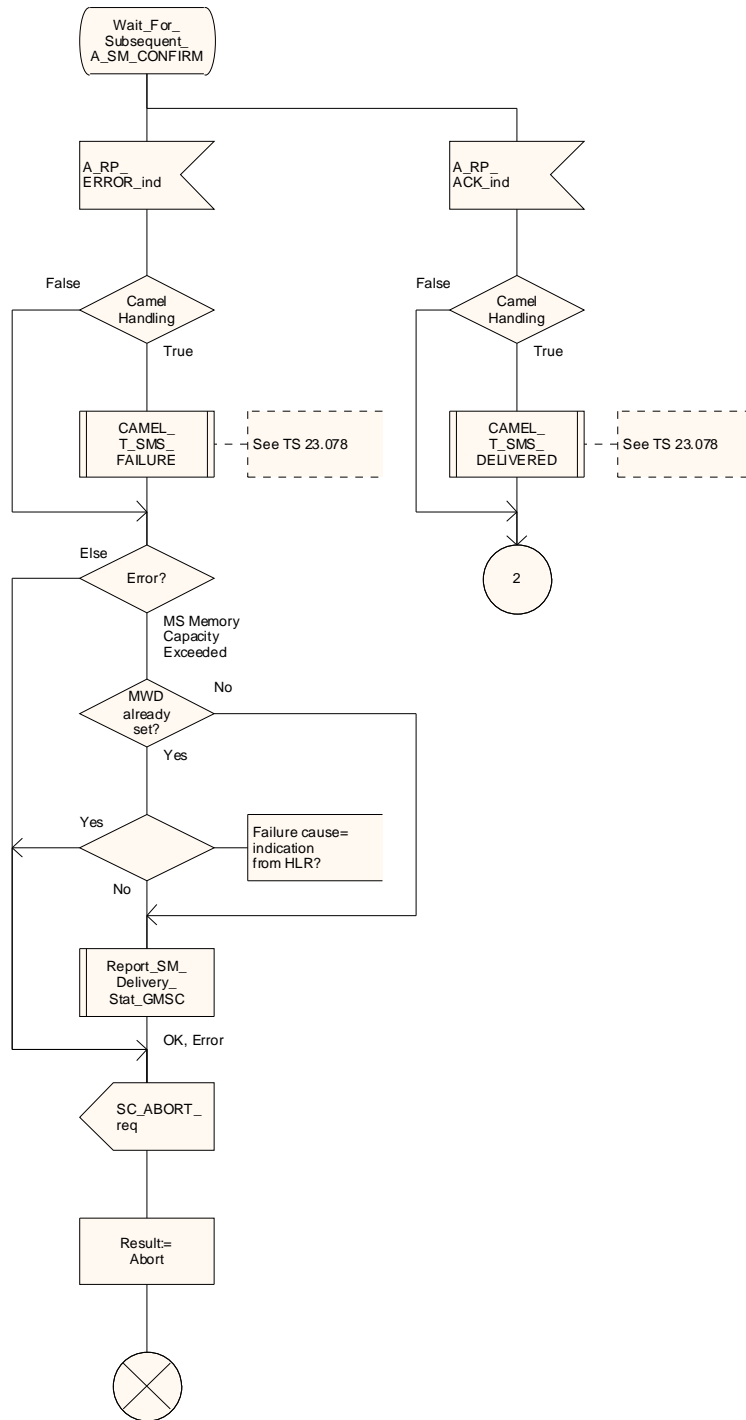 Wait_For_
Subsequent_
A_SM_CONFIRM
A_RP_
ERROR_ind
A_RP_
ACK_ind
False
Camel
Handling
True
False
Camel
Handling
True
CAMEL_
T_SMS_
FAILURE
See TS 23.078
CAMEL_
T_SMS_
DELIVERED
See TS 23.078
Else
Error?
2
MS Memory
Capacity
Exceeded
MWD
already
set?
No
Yes
Yes
Failure cause=
indication
from HLR?
No
Report_SM_
Delivery_
Stat_GMSC
OK, Error
SC_ABORT_
req
Result:=
Abort